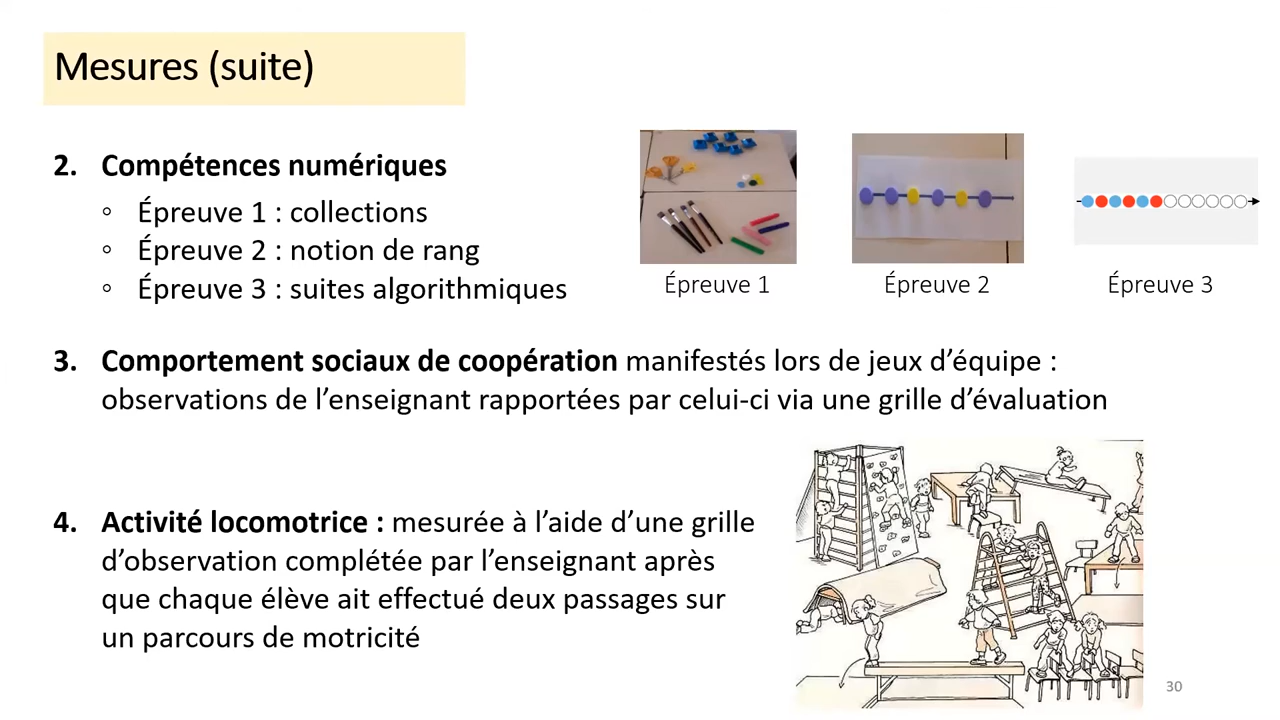 Mesures (suite)
2. Compétences numériques
◦ Épreuve 1 : collections
◦ Épreuve 2 : notion de rang
◦ Épreuve 3 : suites algorithmiques
Épreuve 1
Épreuve 2
Épreuve 3
3. Comportement sociaux de coopération manifestés lors de jeux d’équipe :
observations de l’enseignant rapportées par celui-ci via une grille d’évaluation
4. Activité locomotrice : mesurée à l’aide d’une grille
d’observation complétée par l’enseignant après
que chaque élève ait effectué deux passages sur
un parcours de motricité
30